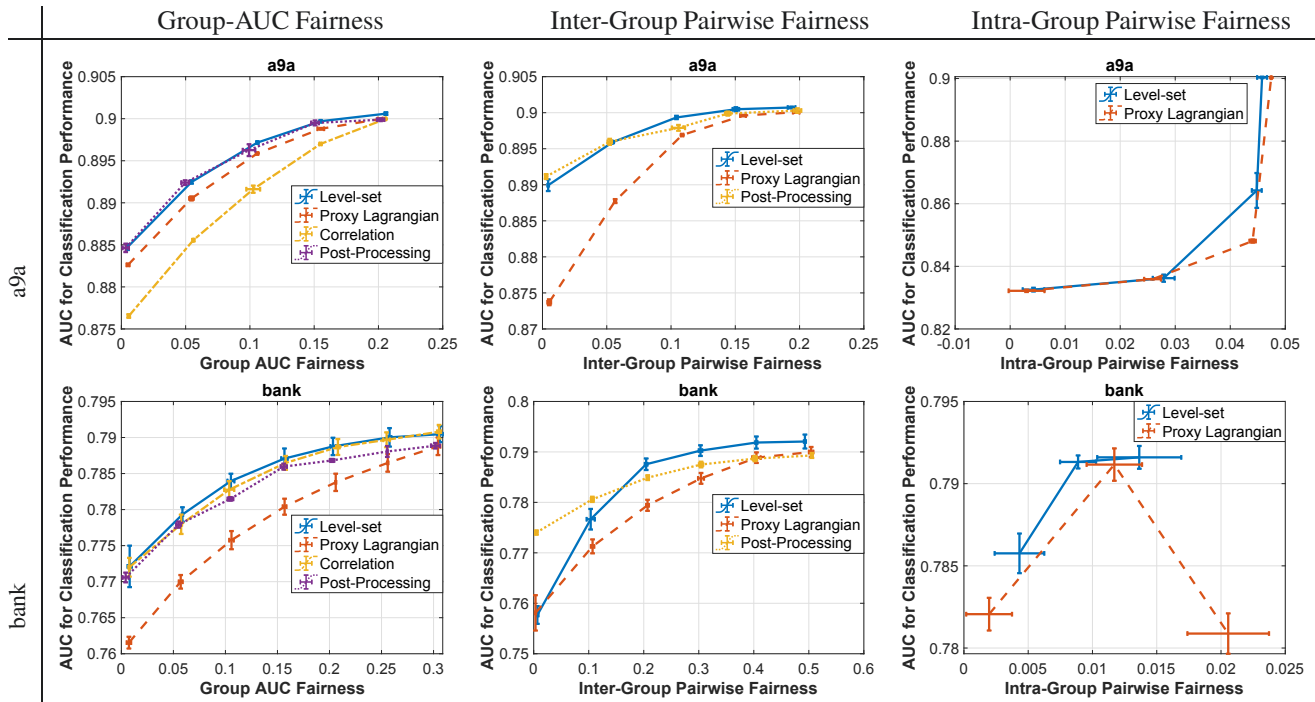 Group-AUC Fairness
Inter-Group Pairwise Fairness
Intra-Group Pairwise Fairness
a9a
a9a
AUC for Classification Performance
0.905
0.9
0.895
0.89
0.885
0.88
0.875
0 0.05 0.1 0.15 0.2 0.25
Group AUC Fairness
Level-set
Proxy Lagrangian
Correlation
Post-Processing
a9a
AUC for Classification Performance
0.905
0.9
0.895
0.89
0.885
0.88
0.875
0.87
0 0.05 0.1 0.15 0.2 0.25
Inter-Group Pairwise Fairness
Level-set
Proxy Lagrangian
Post-Processing
a9a
AUC for Classification Performance
0.9
0.88
0.86
0.84
0.82
-0.01 0 0.01 0.02 0.03 0.04 0.05
Intra-Group Pairwise Fairness
Level-set
Proxy Lagrangian
bank
bank
AUC for Classification Performance
0.795
0.79
0.785
0.78
0.775
0.77
0.765
0.76
0 0.05 0.1 0.15 0.2 0.25 0.3
Group AUC Fairness
Level-set
Proxy Lagrangian
Correlation
Post-Processing
bank
AUC for Classification Performance
0.8
0.79
0.78
0.77
0.76
0.75
0 0.1 0.2 0.3 0.4 0.5 0.6
Inter-Group Pairwise Fairness
Level-set
Proxy Lagrangian
Post-Processing
bank
AUC for Classification Performance
0.795
0.79
0.785
0.78
0 0.005 0.01 0.015 0.02 0.025
Intra-Group Pairwise Fairness
Level-set
Proxy Lagrangian